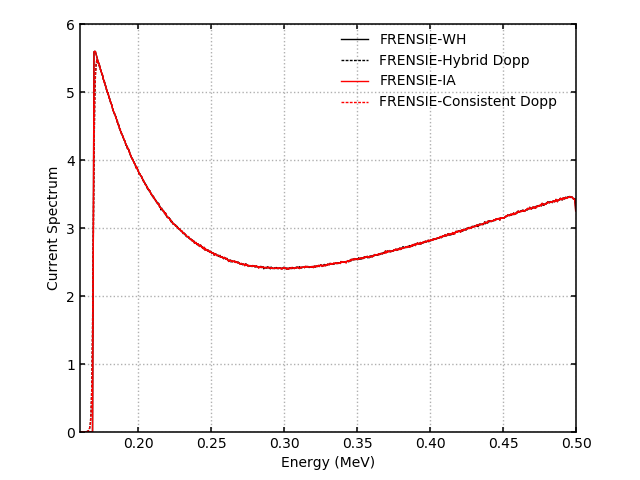 6
5
4
3
2
1
0
Current Spectrum
FRENSIE-WH
FRENSIE-Hybrid Dopp
FRENSIE-IA
FRENSIE-Consistent Dopp
0.20 0.25 0.30 0.35 0.40 0.45 0.50
Energy (MeV)